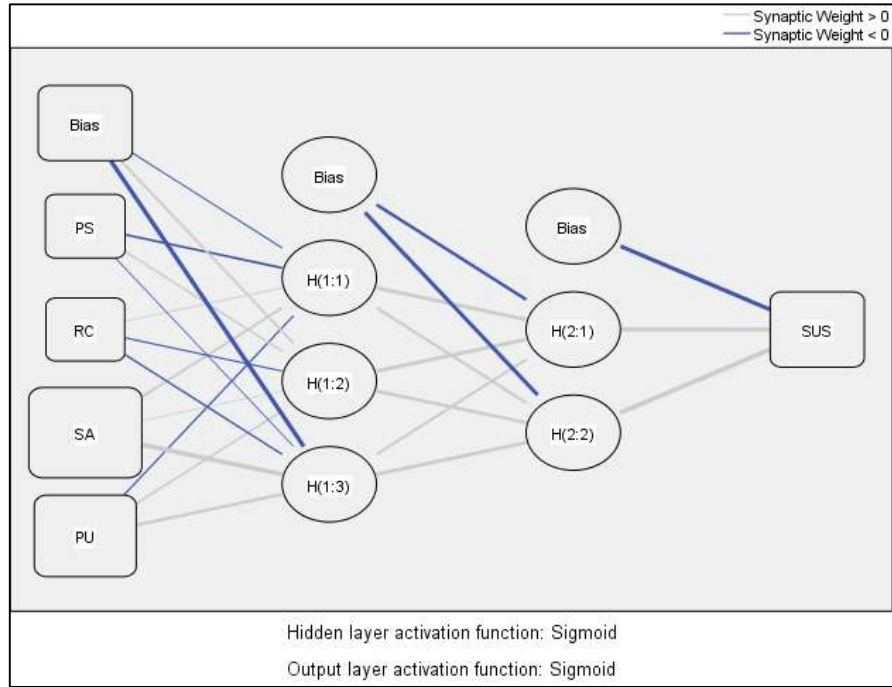 Synaptic Weight > 0
Synaptic Weight < 0
Bias
PS
RC
SA
PU
Bias
H(1:1)
H(1:2)
H(1:3)
Bias
H(2:1)
H(2:2)
SUS
Hidden layer activation function: Sigmoid
Output layer activation function: Sigmoid